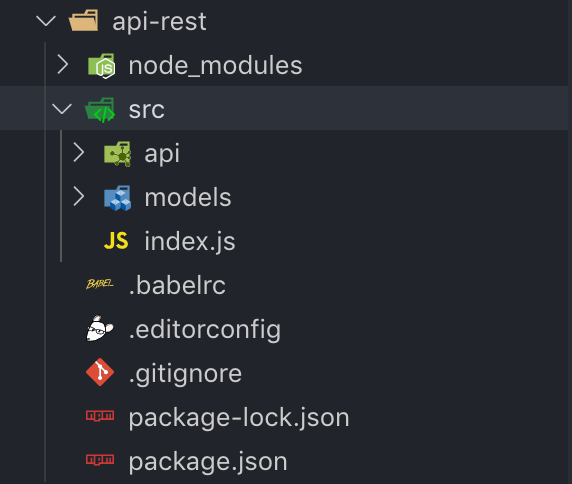 api-rest
node_modules
src
api
models
JS index.js
BABEL .babelrc
.editorconfig
.gitignore
package-lock.json
package.json